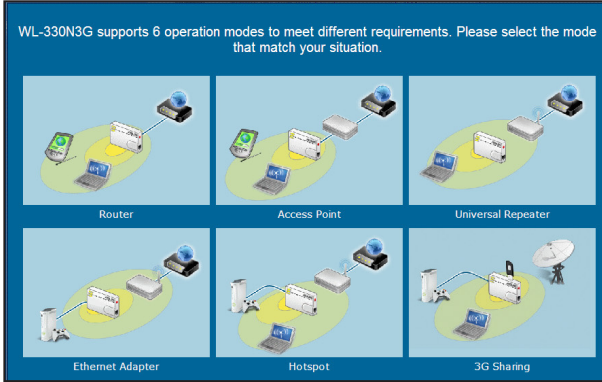 WL-330N3G supports 6 operation modes to meet different requirements. Please select the mode
that match your situation.
Router
Access Point
Universal Repeater
Ethernet Adapter
Hotspot
3G Sharing